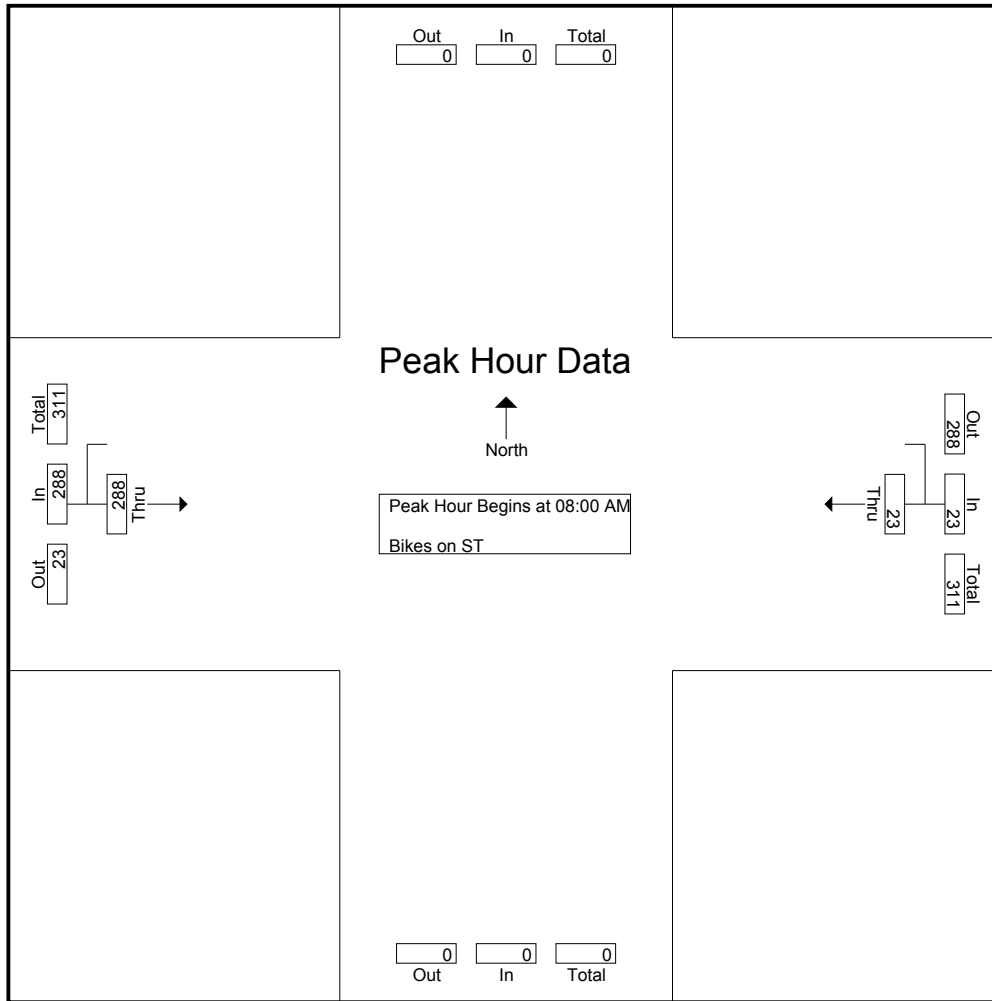 Out In Total
0 0 0
Peak Hour Data
North
Peak Hour Begins at 08:00 AM
Bikes on ST
Total
311
In
288
Out
23
288
Thru
Out
288
In
23
Total
311
23
Thru
0 0 0
Out In Total